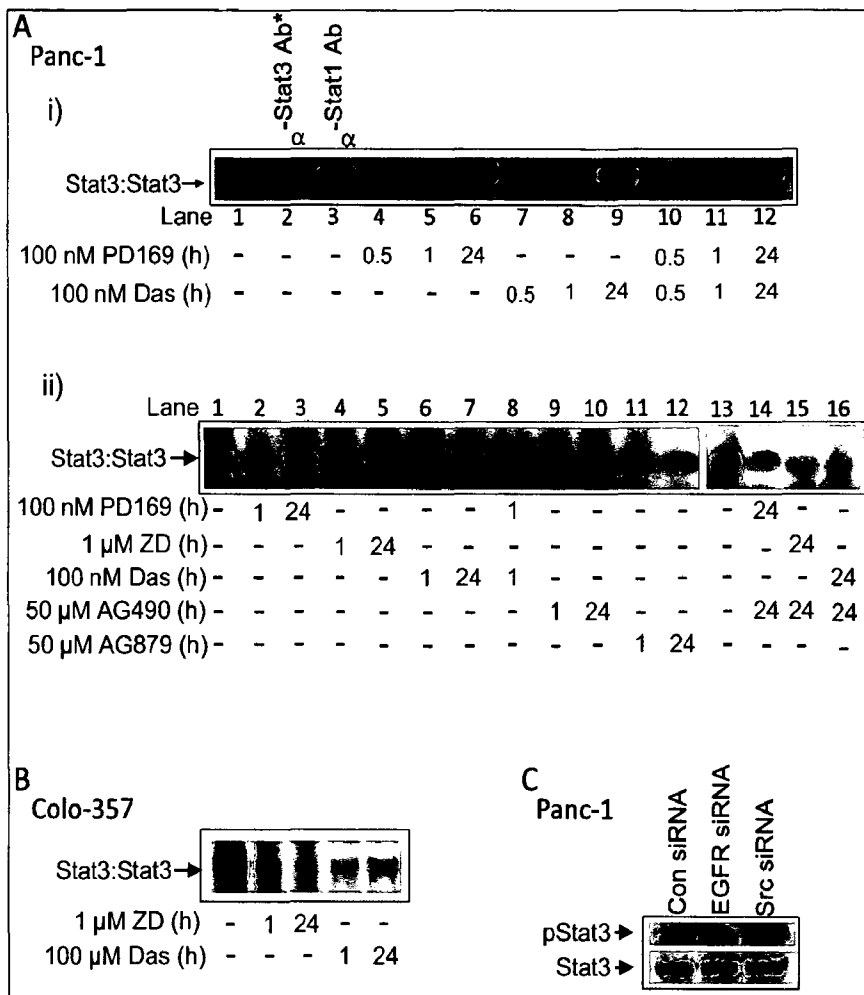 A
Panc-1
-Stat3 Ab*
α
-Stat1 Ab
α
i)
Stat3:Stat3
Lane 1 2 3 4 5 6 7 8 9 10 11 12
100 nM PD169 (h) - - - 0.5 1 24 - - - 0.5 1 24
100 nM Das (h) - - - - - - 0.5 1 24 0.5 1 24
ii)
Lane 1 2 3 4 5 6 7 8 9 10 11 12 13 14 15 16
Stat3:Stat3
100 nM PD169 (h) - 1 24 - - - - 1 - - - - - 24 - -
1 µM ZD (h) - - - 1 24 - - - - - - - - - 24 -
100 nM Das (h) - - - - - 1 24 1 - - - - - - - 24
50 µM AG490 (h) - - - - - - - - 1 24 - - - 24 24 24
50 µM AG879 (h) - - - - - - - - - - 1 24 - - - -
B
Colo-357
Stat3:Stat3
1 µM ZD (h) - 1 24 - -
100 µM Das (h) - - - 1 24
C
Panc-1
Con siRNA
EGFR siRNA
Src siRNA
pStat3
Stat3